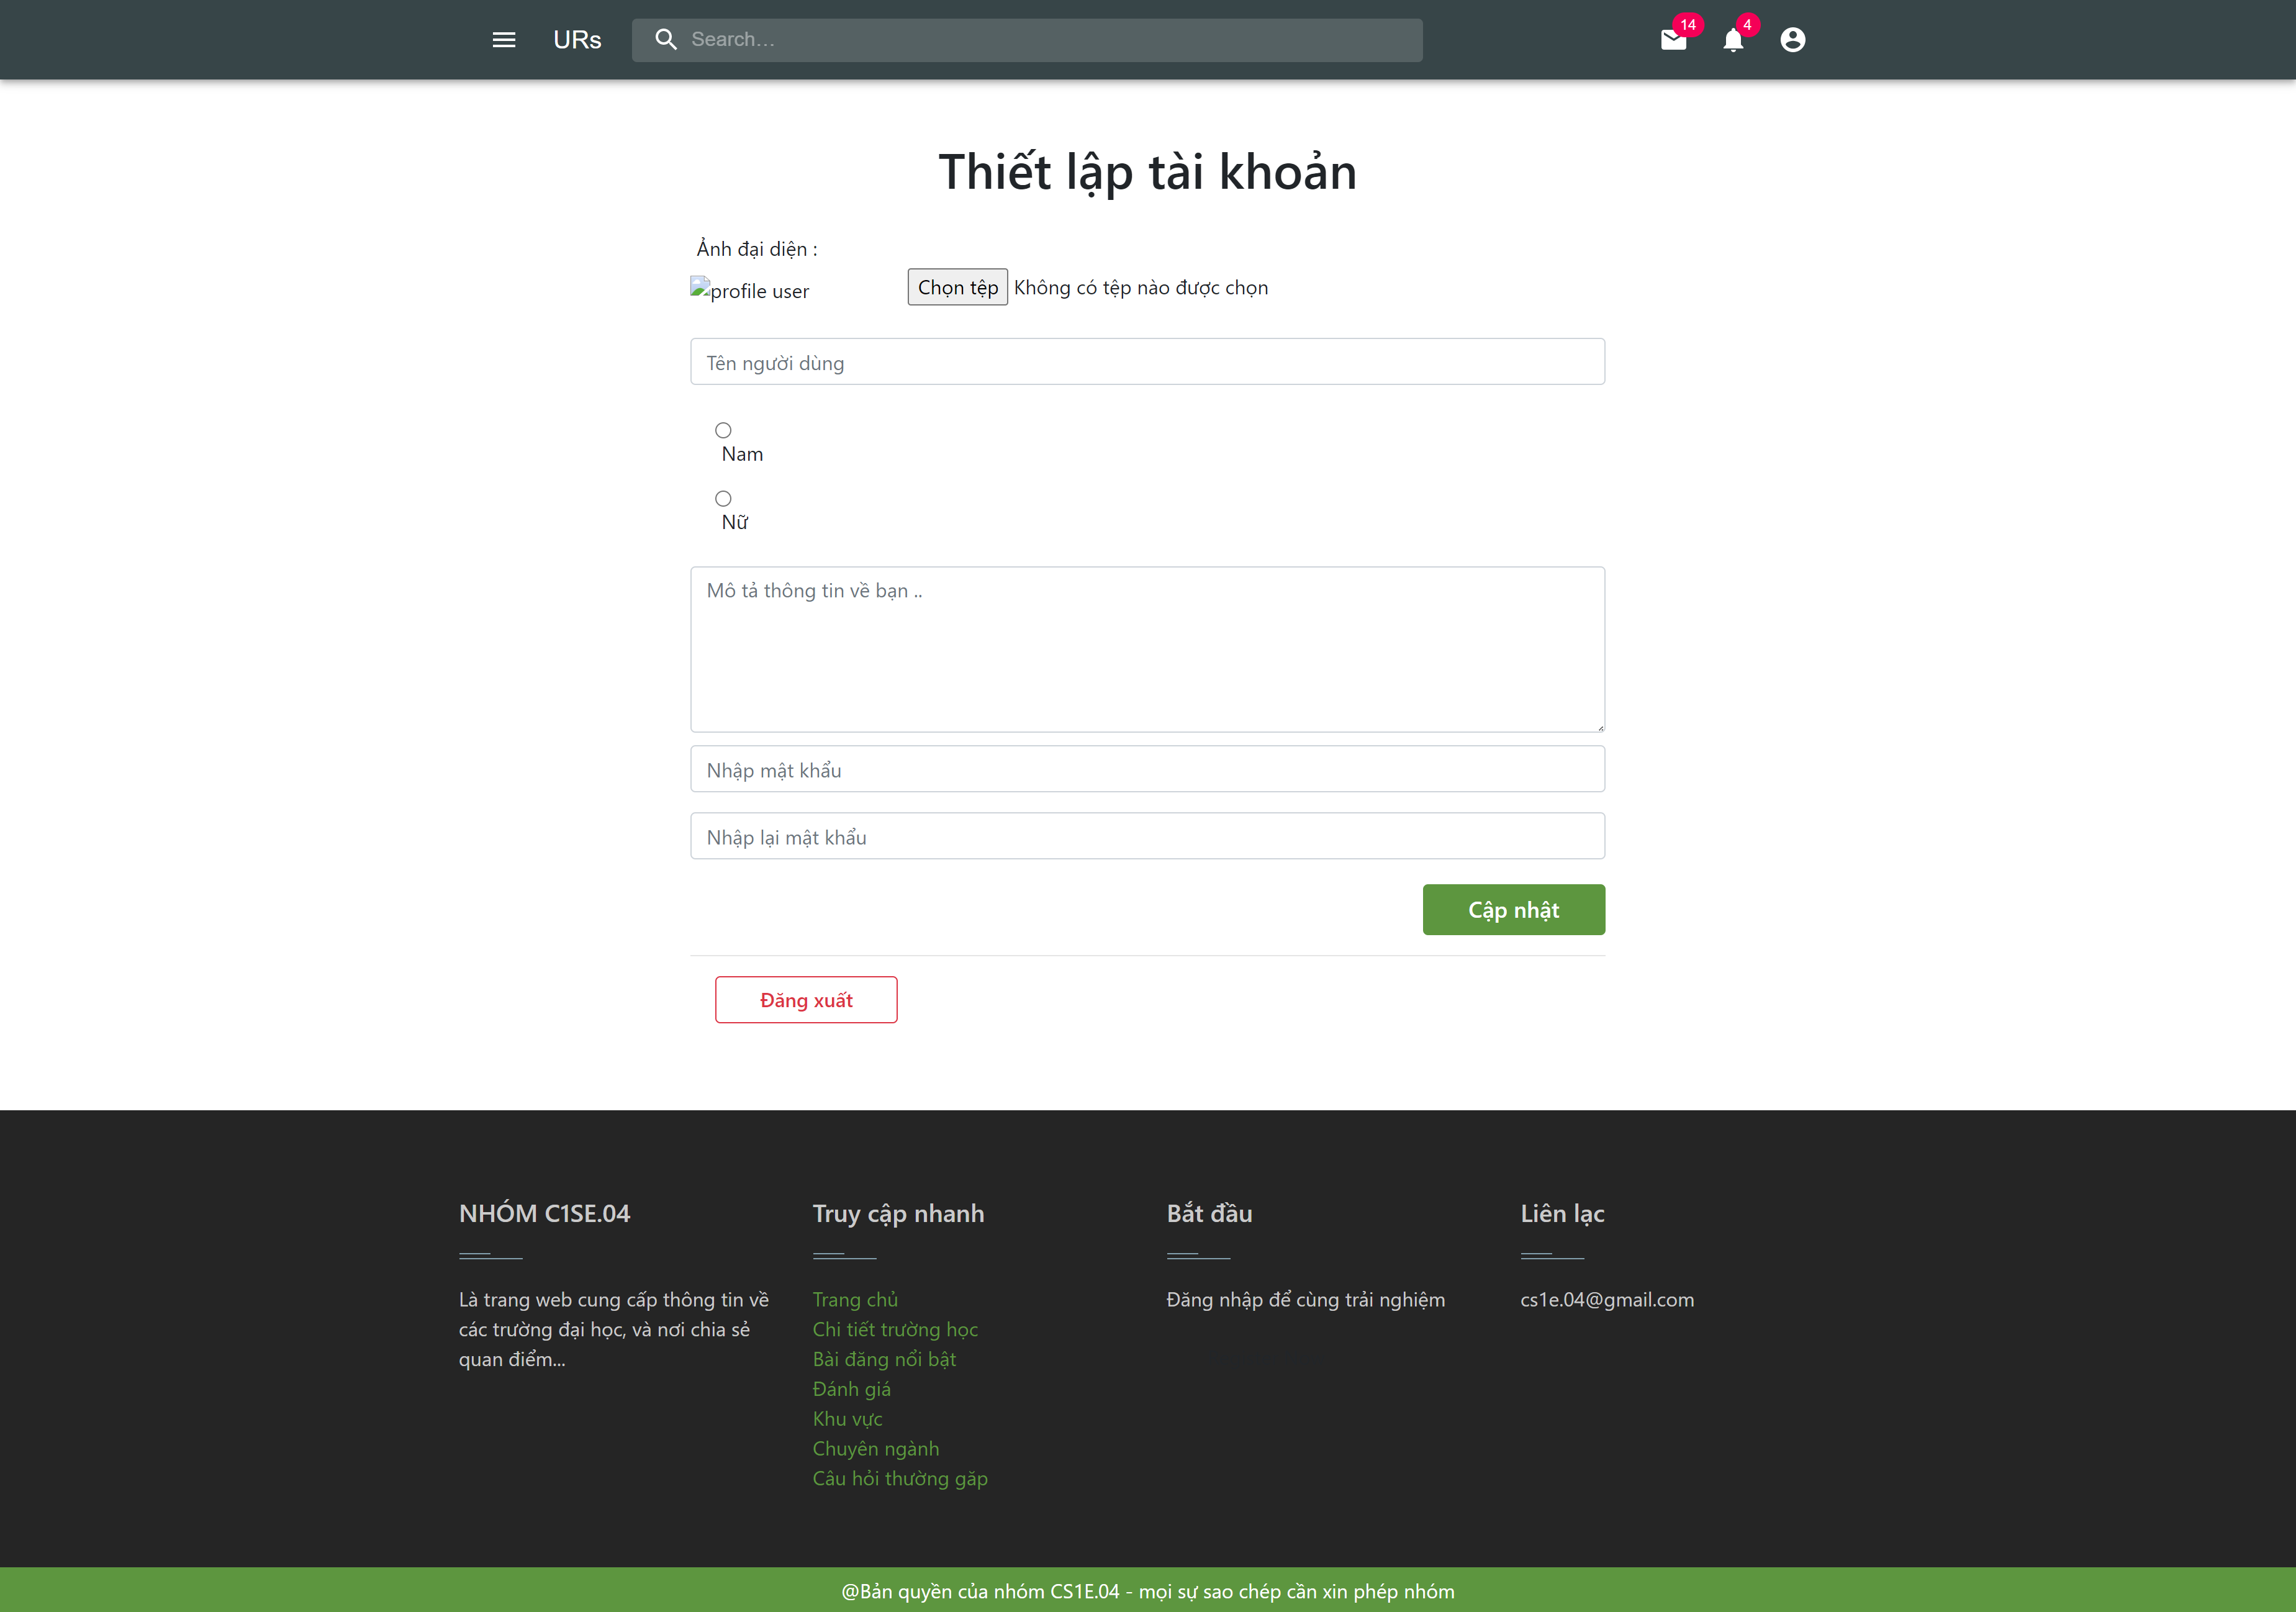 URs
Search...
14
4
Thiết lập tài khoản
Ảnh đại diện :
profile user
Chọn tệp Không có tệp nào được chọn
Tên người dùng
Nam
Nữ
Mô tả thông tin về bạn ..
Nhập mật khẩu
Nhập lại mật khẩu
Cập nhật
Đăng xuất
NHÓM C1SE.04
Là trang web cung cấp thông tin về
các trường đại học, và nơi chia sẻ
quan điểm...
Truy cập nhanh
Trang chủ
Chi tiết trường học
Bài đăng nổi bật
Đánh giá
Khu vực
Chuyên ngành
Câu hỏi thường gặp
Bắt đầu
Đăng nhập để cùng trải nghiệm
Liên lạc
cs1e.04@gmail.com
@Bản quyền của nhóm CS1E.04 - mọi sự sao chép cần xin phép nhóm